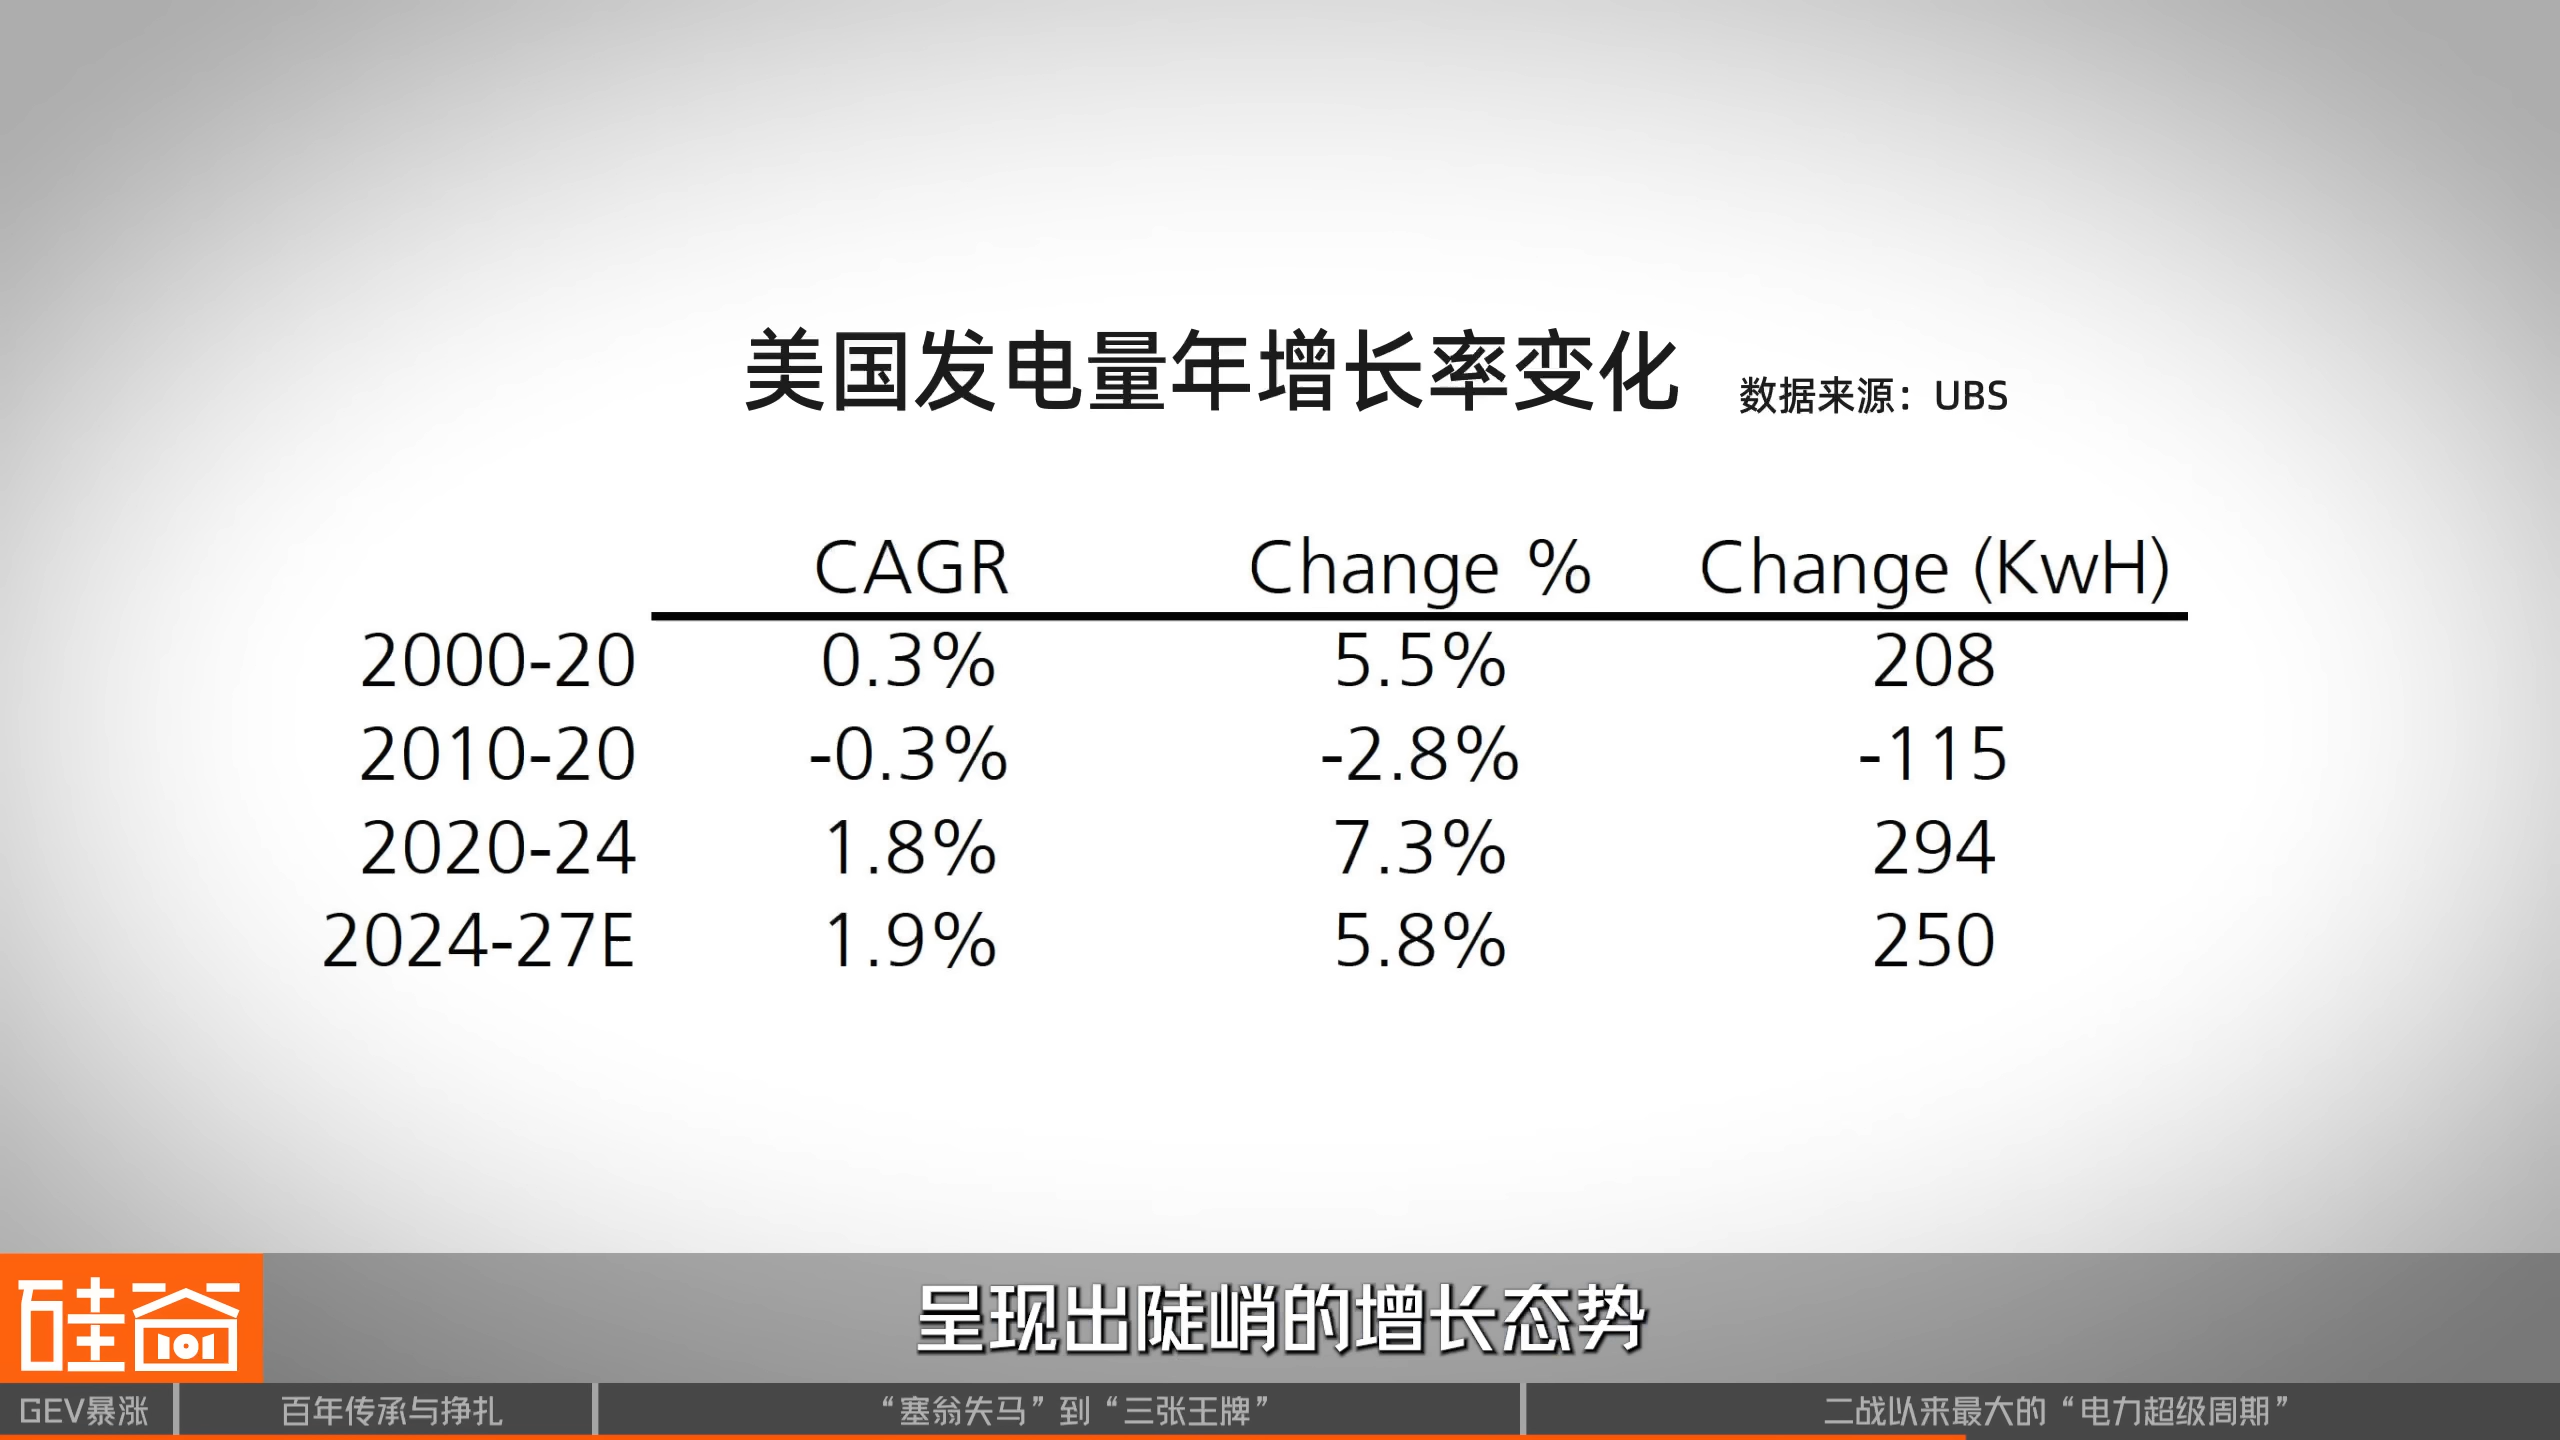 美国发电量年增长率变化 数据来源：UBS
CAGR Change % Change (KwH)
2000-20 0.3% 5.5% 208
2010-20 -0.3% -2.8% -115
2020-24 1.8% 7.3% 294
2024-27E 1.9% 5.8% 250
呈现出陡峭的增长态势
硅谷101
GEV暴涨 百年传承与挣扎 “塞翁失马”到“三张王牌” 二战以来最大的“电力超级周期”